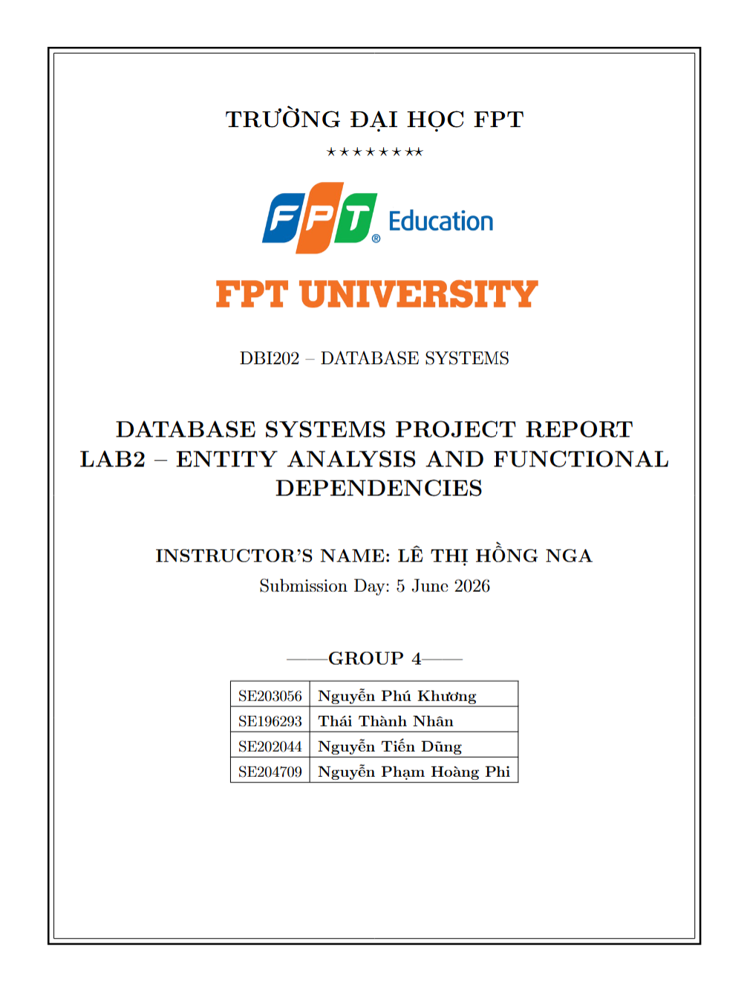 TRƯỜNG ĐẠI HỌC FPT
⋆⋆⋆⋆⋆⋆⋆⋆
FPT® Education
FPT UNIVERSITY
DBI202 – DATABASE SYSTEMS
DATABASE SYSTEMS PROJECT REPORT
LAB2 – ENTITY ANALYSIS AND FUNCTIONAL
DEPENDENCIES
INSTRUCTOR'S NAME: LÊ THỊ HỒNG NGA
Submission Day: 5 June 2026
——GROUP 4——
SE203056 Nguyễn Phú Khương
SE196293 Thái Thành Nhân
SE202044 Nguyễn Tiến Dũng
SE204709 Nguyễn Phạm Hoàng Phi